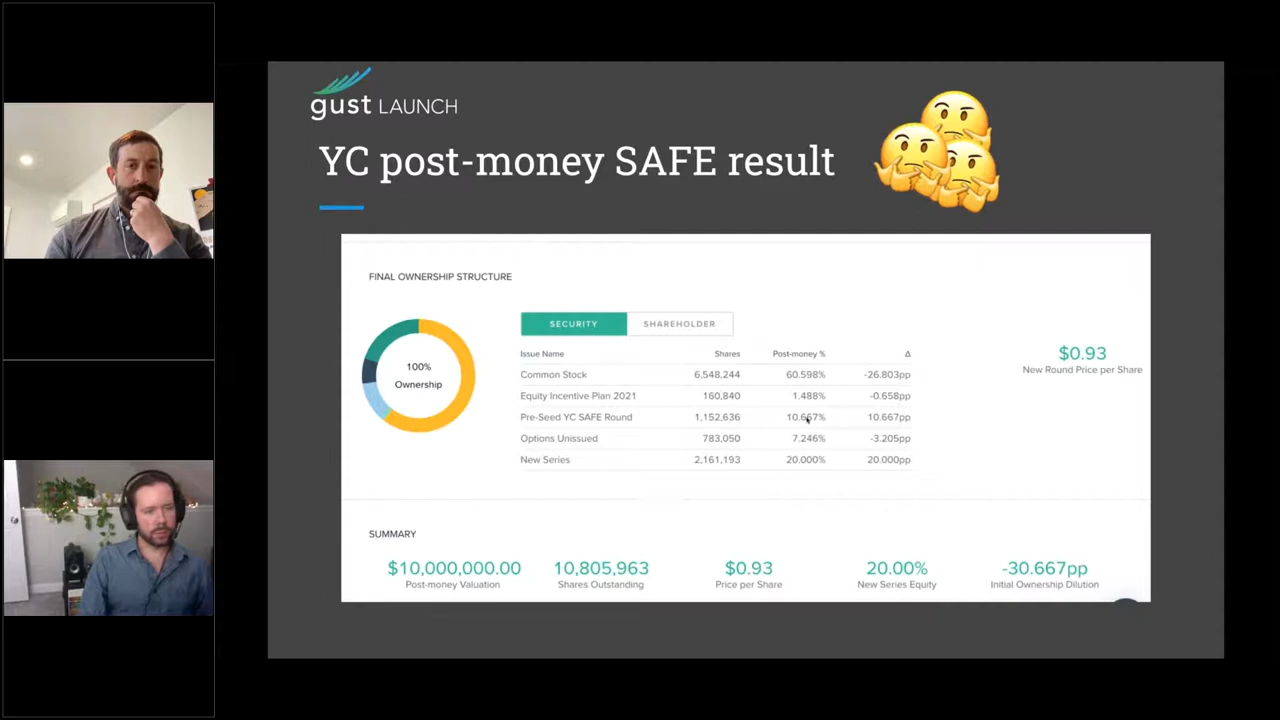 gust LAUNCH
YC post-money SAFE result
FINAL OWNERSHIP STRUCTURE
100%
Ownership
SECURITY SHAREHOLDER
Issue Name Shares Post-money % Δ
Common Stock 6,548,244 60.598% -26.803pp
Equity Incentive Plan 2021 160,840 1.488% -0.658pp
Pre-Seed YC SAFE Round 1,152,636 10.667% 10.667pp
Options Unissued 783,050 7.246% -3.205pp
New Series 2,161,193 20.000% 20.000pp
$0.93
New Round Price per Share
SUMMARY
$10,000,000.00 10,805,963 $0.93 20.00% -30.667pp
Post-money Valuation Shares Outstanding Price per Share New Series Equity Initial Ownership Dilution